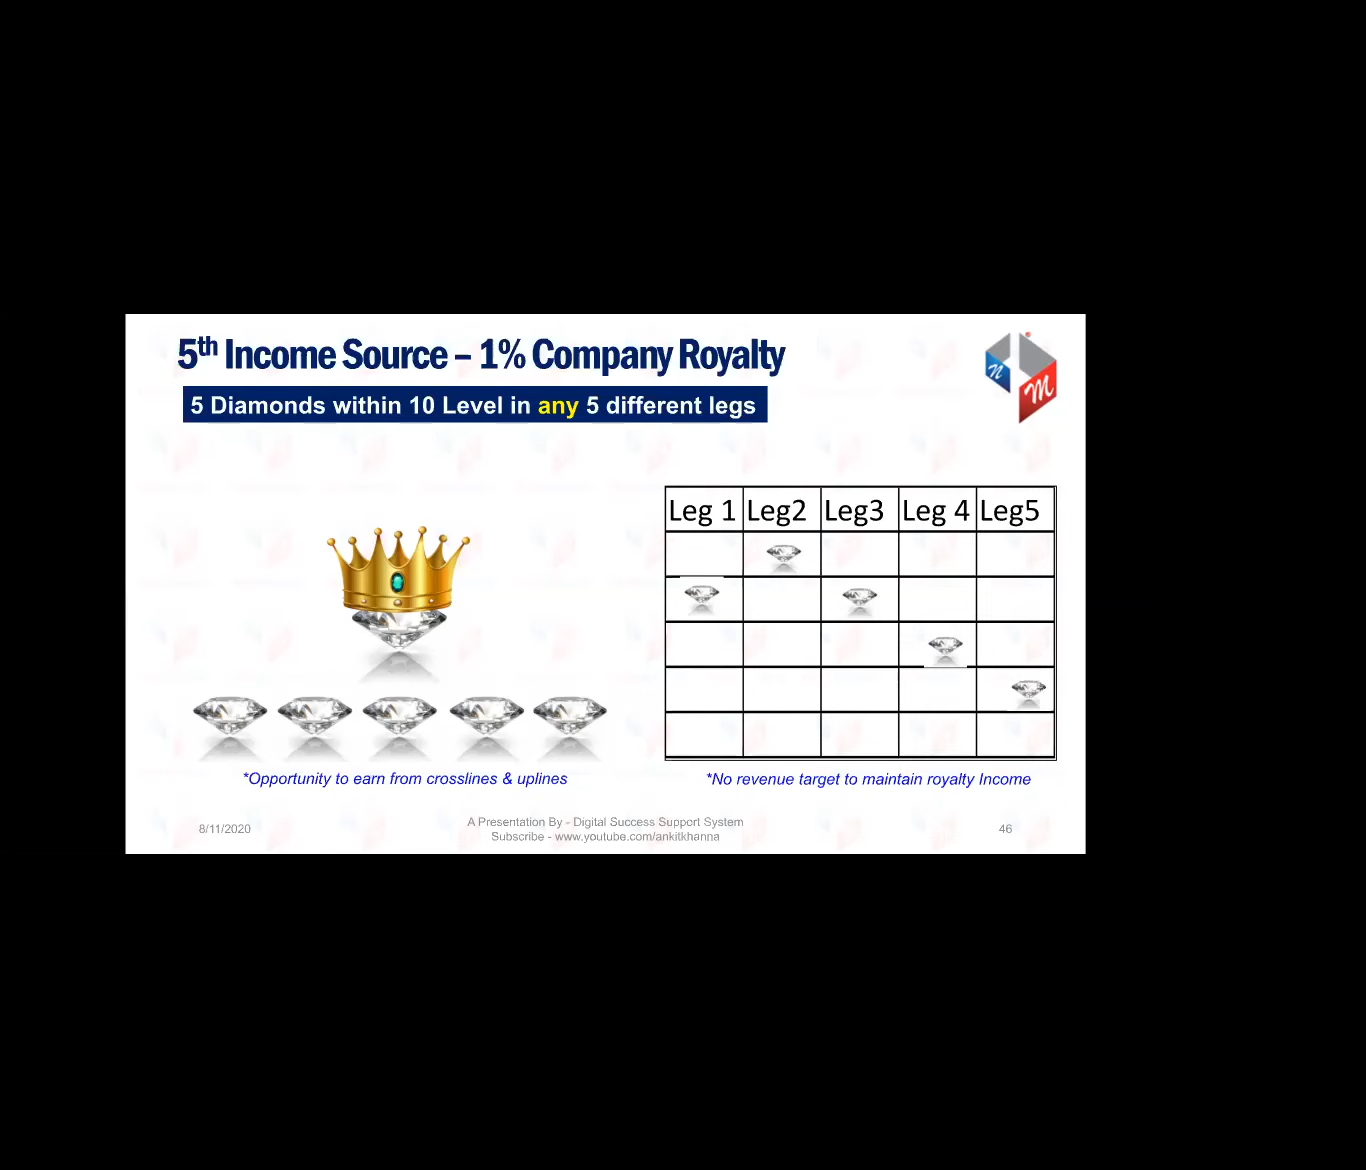 5th Income Source – 1% Company Royalty
5 Diamonds within 10 Level in any 5 different legs
n
m
Leg 1 Leg2 Leg3 Leg 4 Leg5
*Opportunity to earn from crosslines & uplines
*No revenue target to maintain royalty Income
8/11/2020
A Presentation By - Digital Success Support System
Subscribe - www.youtube.com/ankitkhanna
46